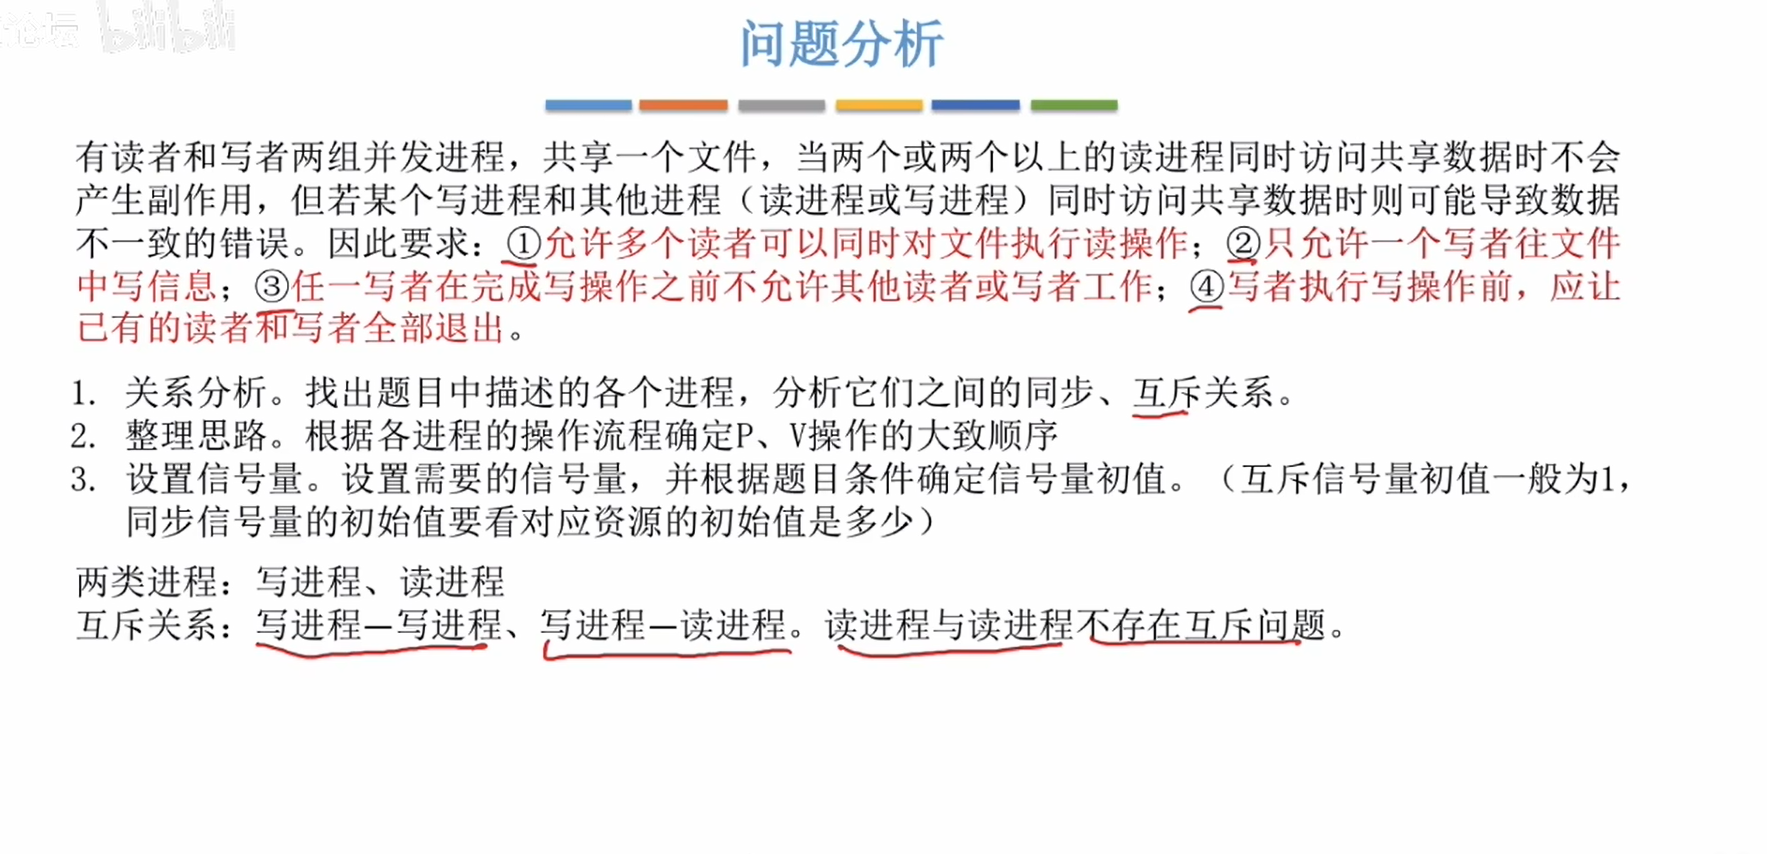 论坛 bilibili
问题分析
有读者和写者两组并发进程，共享一个文件，当两个或两个以上的读进程同时访问共享数据时不会
产生副作用，但若某个写进程和其他进程（读进程或写进程）同时访问共享数据时则可能导致数据
不一致的错误。因此要求：①允许多个读者可以同时对文件执行读操作；②只允许一个写者往文件
中写信息；③任一写者在完成写操作之前不允许其他读者或写者工作；④写者执行写操作前，应让
已有的读者和写者全部退出。
1. 关系分析。找出题目中描述的各个进程，分析它们之间的同步、互斥关系。
2. 整理思路。根据各进程的操作流程确定P、V操作的大致顺序
3. 设置信号量。设置需要的信号量，并根据题目条件确定信号量初值。（互斥信号量初值一般为1，
同步信号量的初始值要看对应资源的初始值是多少）
两类进程：写进程、读进程
互斥关系：写进程—写进程、写进程—读进程。读进程与读进程不存在互斥问题。